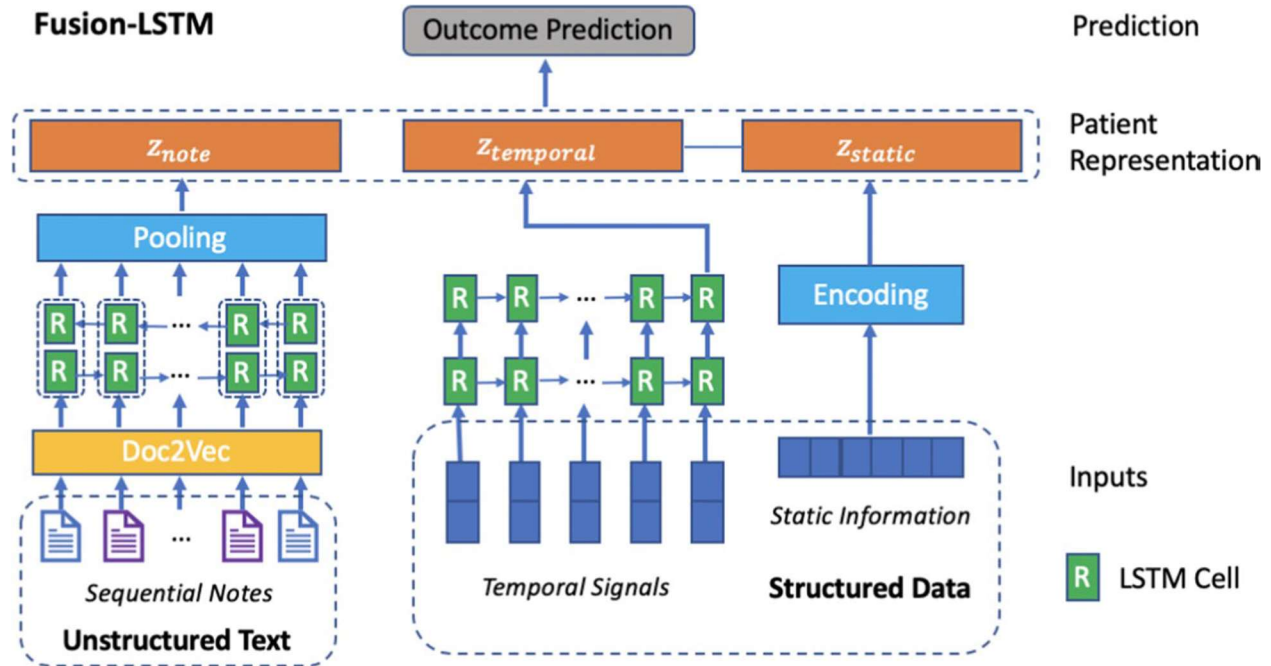 Fusion-LSTM
Outcome Prediction
Prediction
z_note
z_temporal
z_static
Patient
Representation
Pooling
R R ... R R
R R ... R R
R R ... R R
R R ... R R
Encoding
Doc2Vec
...
Sequential Notes
Unstructured Text
Temporal Signals
Static Information
Structured Data
Inputs
R LSTM Cell